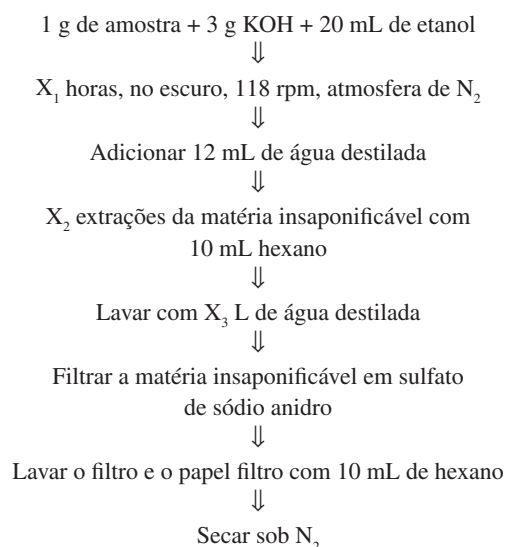 1 g de amostra + 3 g KOH + 20 mL de etanol
⇓
X₁ horas, no escuro, 118 rpm, atmosfera de N₂
⇓
Adicionar 12 mL de água destilada
⇓
X₂ extrações da matéria insaponificável com
10 mL hexano
⇓
Lavar com X₃ L de água destilada
⇓
Filtrar a matéria insaponificável em sulfato
de sódio anidro
⇓
Lavar o filtro e o papel filtro com 10 mL de hexano
⇓
Secar sob N₂